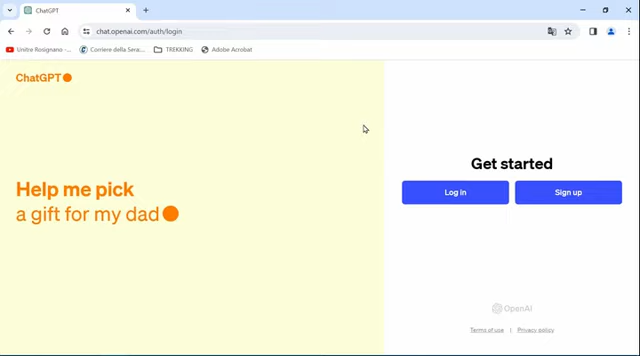 ChatGPT
chat.openai.com/auth/login
Unitre Rosignano -...
Corriere della Sera...
TREKKING
Adobe Acrobat
ChatGPT
Help me pick
a gift for my dad
Get started
Log in
Sign up
OpenAI
Terms of use | Privacy policy